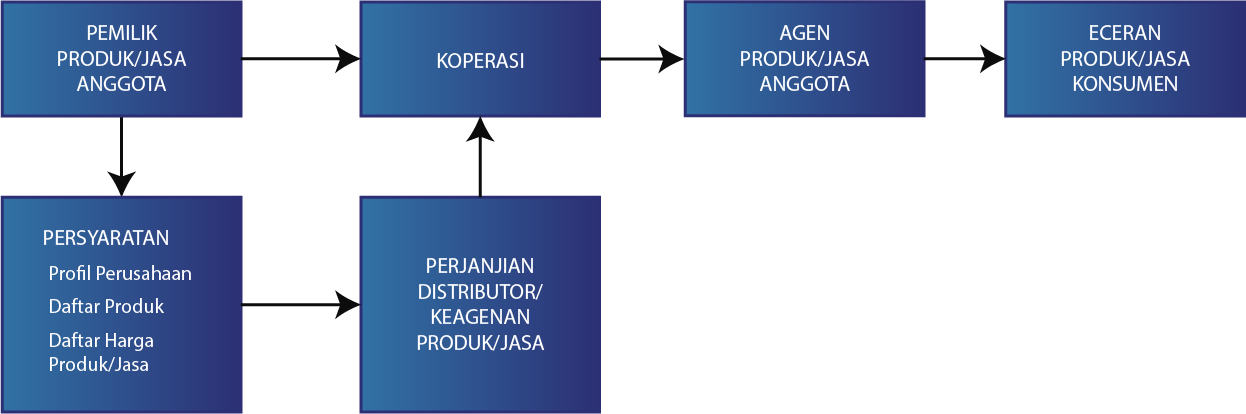 PEMILIK
PRODUK/JASA
ANGGOTA
KOPERASI
AGEN
PRODUK/JASA
ANGGOTA
ECERAN
PRODUK/JASA
KONSUMEN
PERSYARATAN
Profil Perusahaan
Daftar Produk
Daftar Harga
Produk/Jasa
PERJANJIAN
DISTRIBUTOR/
KEAGENAN
PRODUK/JASA